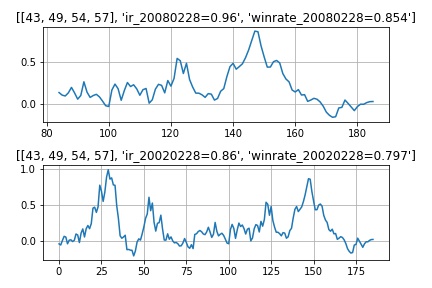 [[43, 49, 54, 57], 'ir_20080228=0.96', 'winrate_20080228=0.854']
0.5
0.0
80 100 120 140 160 180
[[43, 49, 54, 57], 'ir_20020228=0.86', 'winrate_20020228=0.797']
1.0
0.5
0.0
0 25 50 75 100 125 150 175